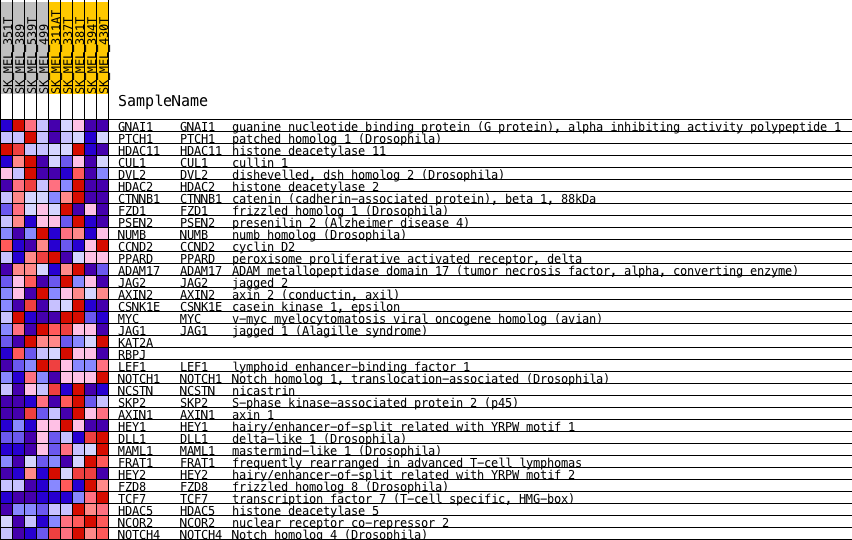 SK_MEL_351T
SK_MEL_389
SK_MEL_539T
SK_MEL_499
SK_MEL_311AT
SK_MEL_337T
SK_MEL_381T
SK_MEL_394T
SK_MEL_430T
SampleName
GNAI1 GNAI1 guanine nucleotide binding protein (G protein), alpha inhibiting activity polypeptide 1
PTCH1 PTCH1 patched homolog 1 (Drosophila)
HDAC11 HDAC11 histone deacetylase 11
CUL1 CUL1 cullin 1
DVL2 DVL2 dishevelled, dsh homolog 2 (Drosophila)
HDAC2 HDAC2 histone deacetylase 2
CTNNB1 CTNNB1 catenin (cadherin-associated protein), beta 1, 88kDa
FZD1 FZD1 frizzled homolog 1 (Drosophila)
PSEN2 PSEN2 presenilin 2 (Alzheimer disease 4)
NUMB NUMB numb homolog (Drosophila)
CCND2 CCND2 cyclin D2
PPARD PPARD peroxisome proliferative activated receptor, delta
ADAM17 ADAM17 ADAM metallopeptidase domain 17 (tumor necrosis factor, alpha, converting enzyme)
JAG2 JAG2 jagged 2
AXIN2 AXIN2 axin 2 (conductin, axil)
CSNK1E CSNK1E casein kinase 1, epsilon
MYC MYC v-myc myelocytomatosis viral oncogene homolog (avian)
JAG1 JAG1 jagged 1 (Alagille syndrome)
KAT2A
RBPJ
LEF1 LEF1 lymphoid enhancer-binding factor 1
NOTCH1 NOTCH1 Notch homolog 1, translocation-associated (Drosophila)
NCSTN NCSTN nicastrin
SKP2 SKP2 S-phase kinase-associated protein 2 (p45)
AXIN1 AXIN1 axin 1
HEY1 HEY1 hairy/enhancer-of-split related with YRPW motif 1
DLL1 DLL1 delta-like 1 (Drosophila)
MAML1 MAML1 mastermind-like 1 (Drosophila)
FRAT1 FRAT1 frequently rearranged in advanced T-cell lymphomas
HEY2 HEY2 hairy/enhancer-of-split related with YRPW motif 2
FZD8 FZD8 frizzled homolog 8 (Drosophila)
TCF7 TCF7 transcription factor 7 (T-cell specific, HMG-box)
HDAC5 HDAC5 histone deacetylase 5
NCOR2 NCOR2 nuclear receptor co-repressor 2
NOTCH4 NOTCH4 Notch homolog 4 (Drosophila)